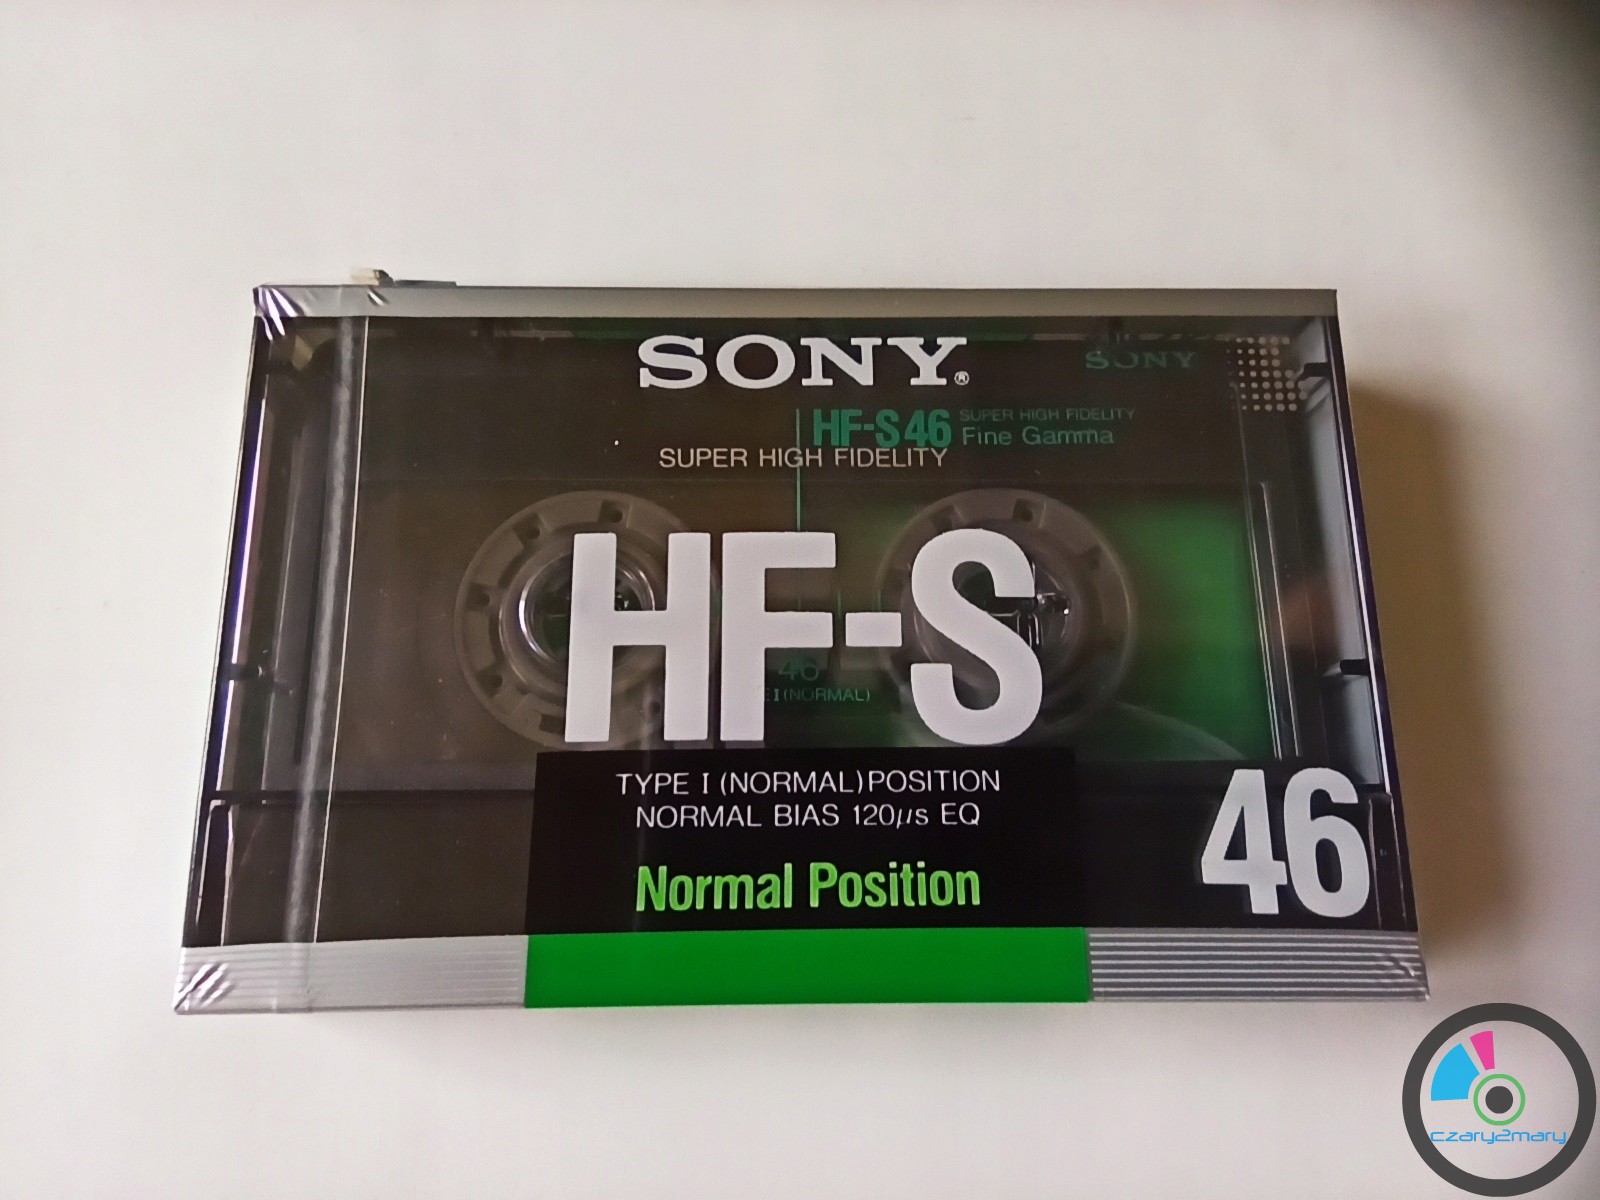 SONY®
SONY
HF-S46 SUPER HIGH FIDELITY
Fine Gamma
SUPER HIGH FIDELITY
HF-S
46
I (NORMAL)
TYPE I (NORMAL) POSITION
NORMAL BIAS 120µs EQ
Normal Position
46
czary2mary